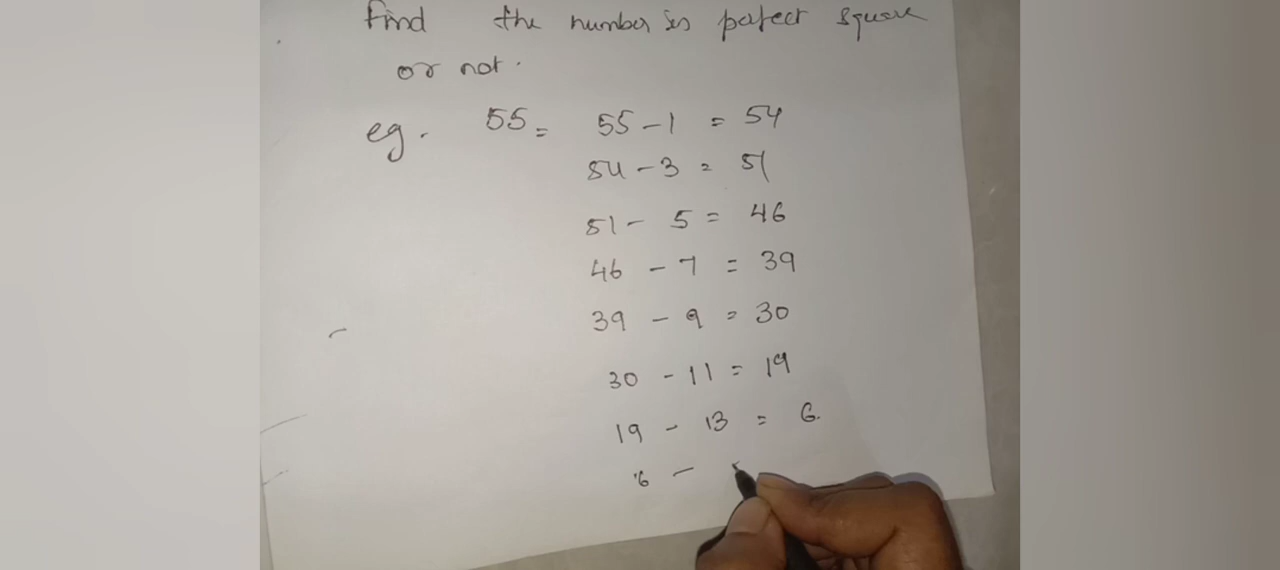 Find the number is perfect square
or not.
eg. 55 = 55 - 1 = 54
54 - 3 = 51
51 - 5 = 46
46 - 7 = 39
39 - 9 = 30
30 - 11 = 19
19 - 13 = 6.
6 -